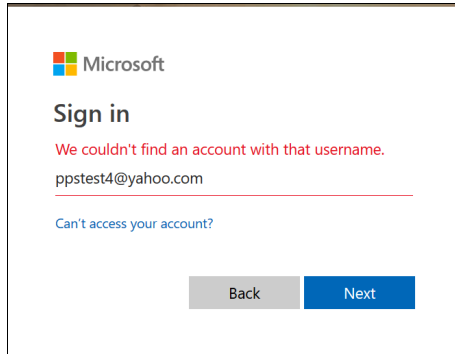 Microsoft
Sign in
We couldn't find an account with that username.
ppstest4@yahoo.com
Can't access your account?
Back Next